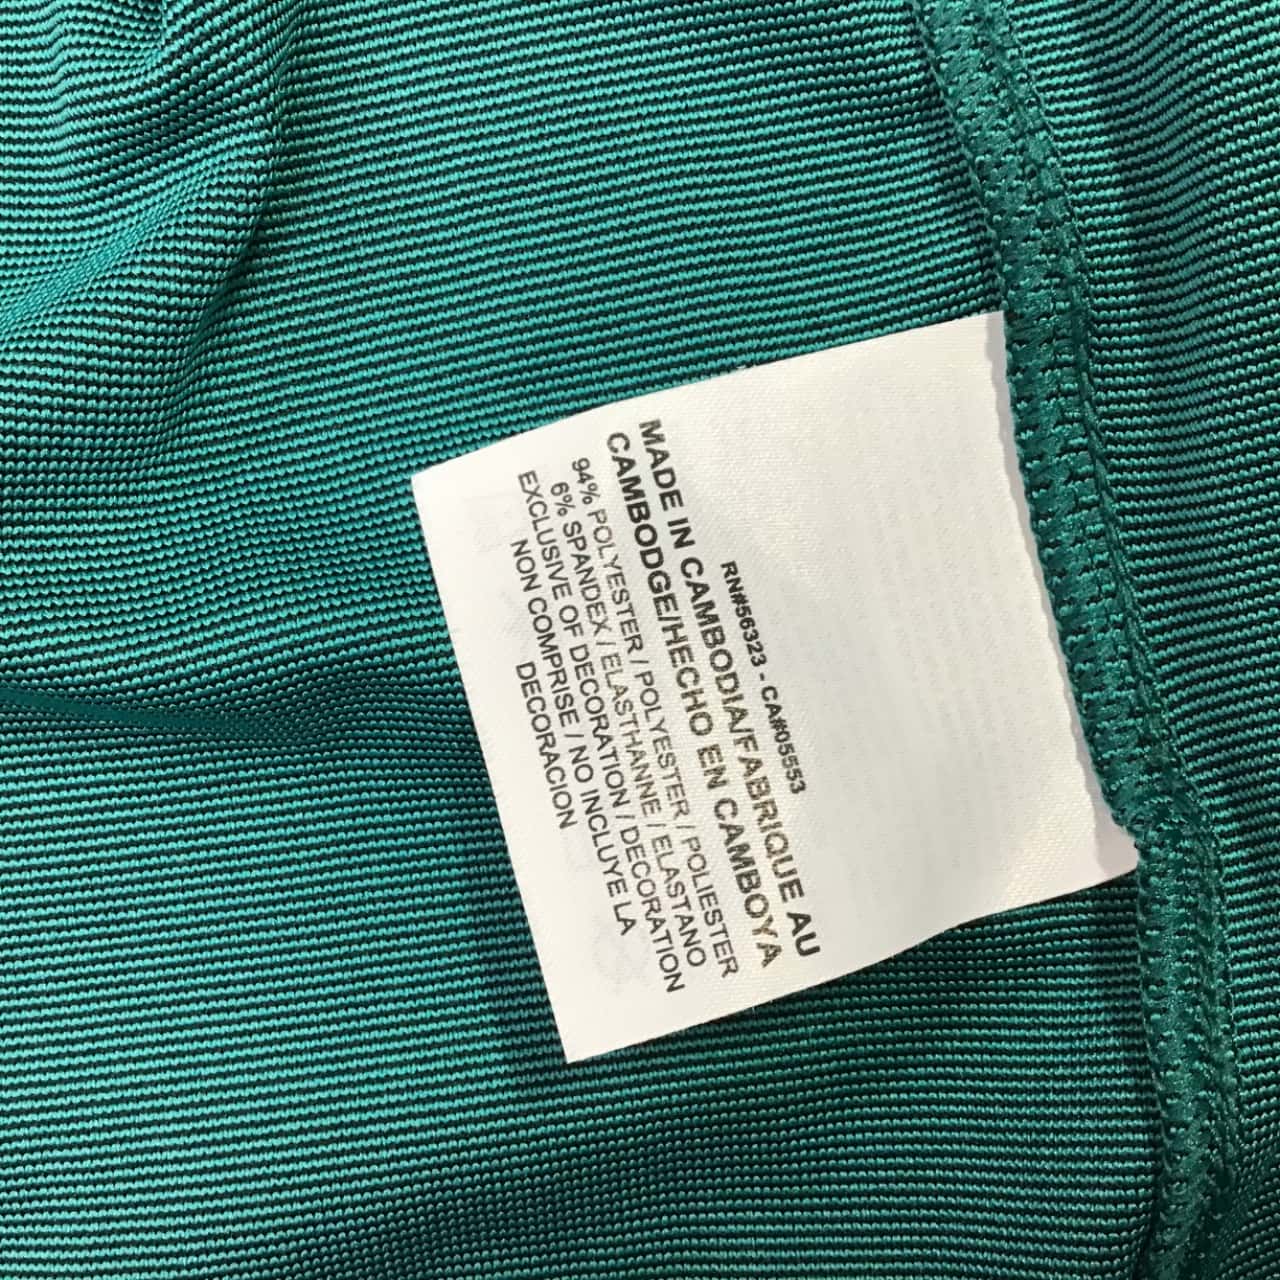 RN#56323 - CA#05553
MADE IN CAMBODIA/FABRIQUE AU
CAMBODGE/HECHO EN CAMBOYA
94% POLYESTER / POLYESTER / POLIESTER
6% SPANDEX / ELASTHANNE / ELASTANO
EXCLUSIVE OF DECORATION / DECORATION
NON COMPRISE / NO INCLUYE LA
DECORACION